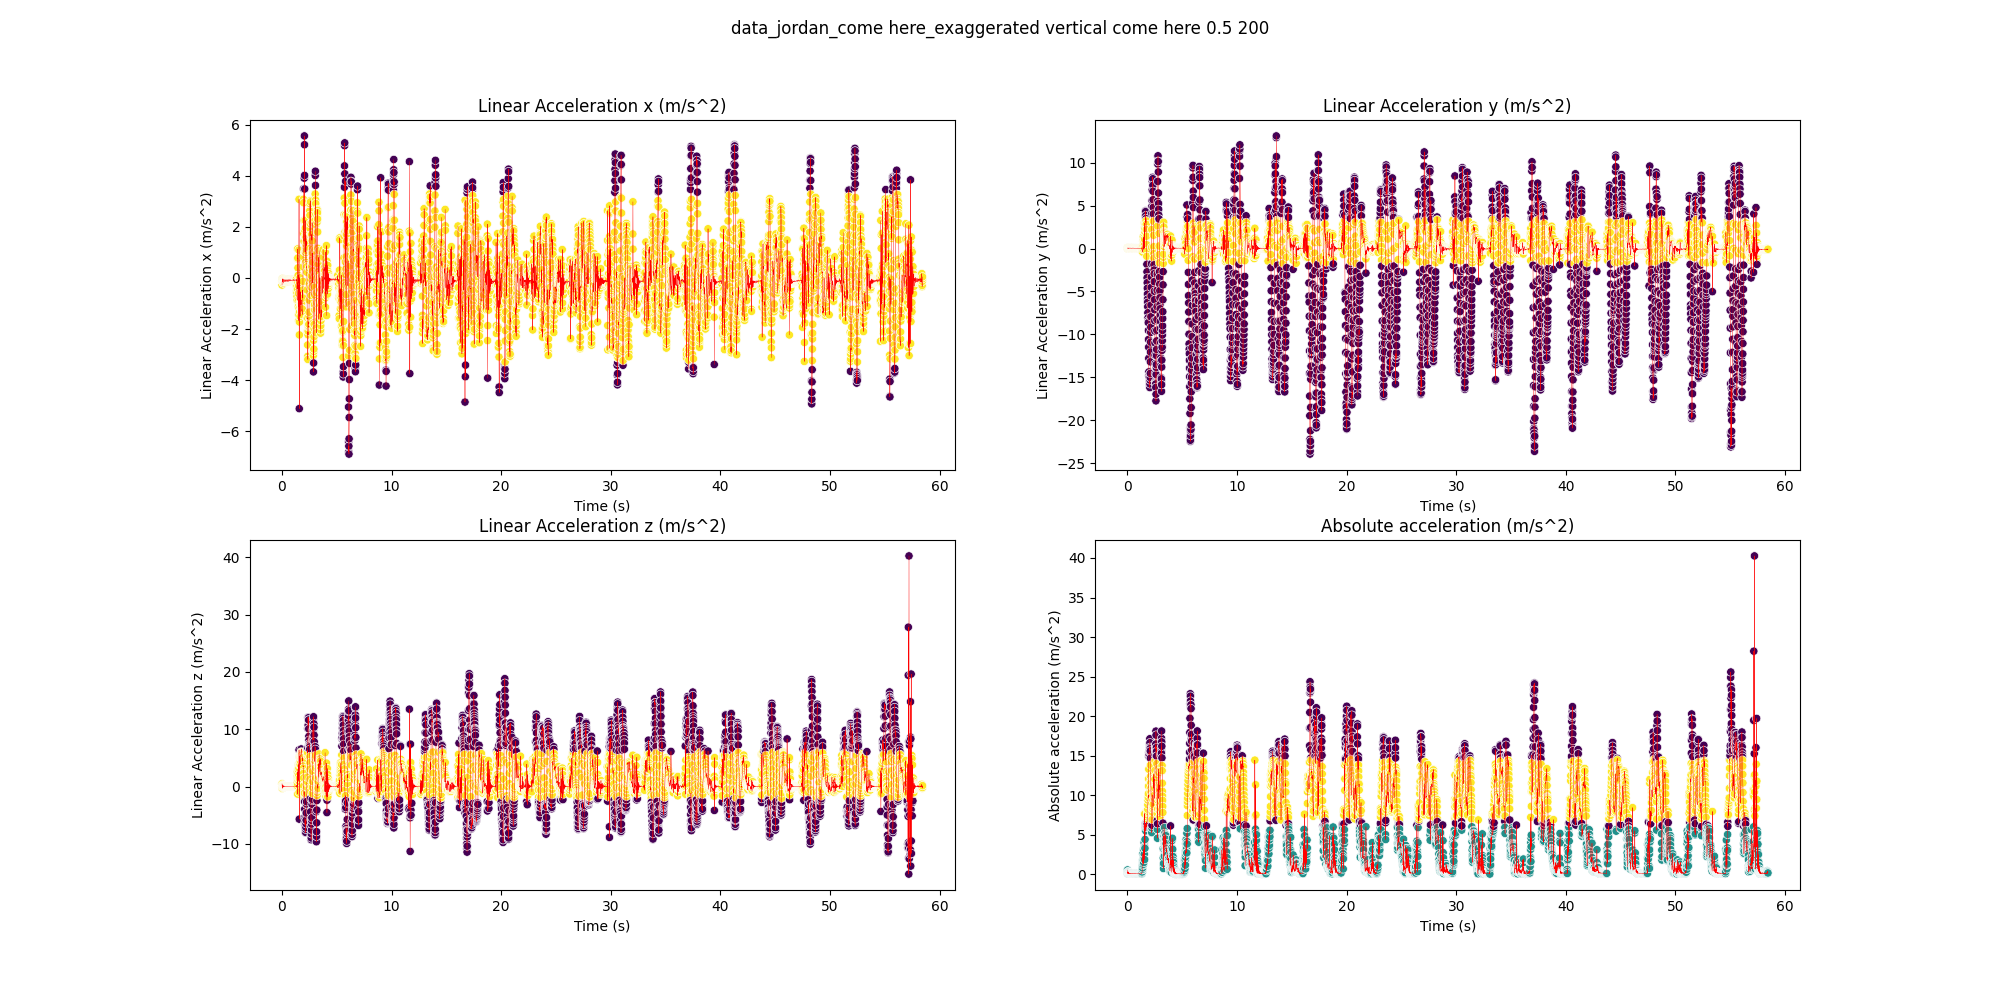 data_jordan_come here_exaggerated vertical come here 0.5 200
Linear Acceleration x (m/s^2)
Linear Acceleration x (m/s^2)
6
4
2
0
−2
−4
−6
0 10 20 30 40 50 60
Time (s)
Linear Acceleration y (m/s^2)
Linear Acceleration y (m/s^2)
10
5
0
−5
−10
−15
−20
−25
0 10 20 30 40 50 60
Time (s)
Linear Acceleration z (m/s^2)
Linear Acceleration z (m/s^2)
40
30
20
10
0
−10
0 10 20 30 40 50 60
Time (s)
Absolute acceleration (m/s^2)
Absolute acceleration (m/s^2)
40
35
30
25
20
15
10
5
0
0 10 20 30 40 50 60
Time (s)